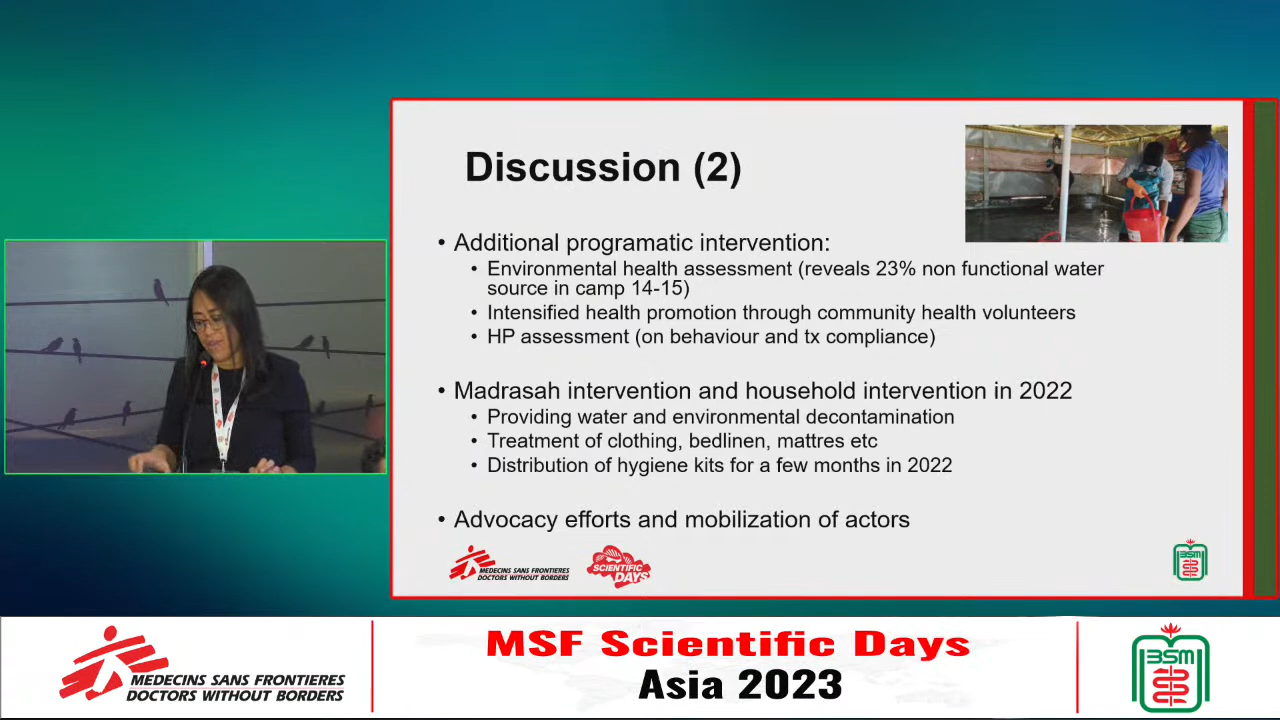 Discussion (2)
• Additional programatic intervention:
• Environmental health assessment (reveals 23% non functional water
source in camp 14-15)
• Intensified health promotion through community health volunteers
• HP assessment (on behaviour and tx compliance)
• Madrasah intervention and household intervention in 2022
• Providing water and environmental decontamination
• Treatment of clothing, bedlinen, mattres etc
• Distribution of hygiene kits for a few months in 2022
• Advocacy efforts and mobilization of actors
MEDECINS SANS FRONTIERES
DOCTORS WITHOUT BORDERS
SCIENTIFIC
DAYS
BSM
MEDECINS SANS FRONTIERES
DOCTORS WITHOUT BORDERS
MSF Scientific Days
Asia 2023
BSM